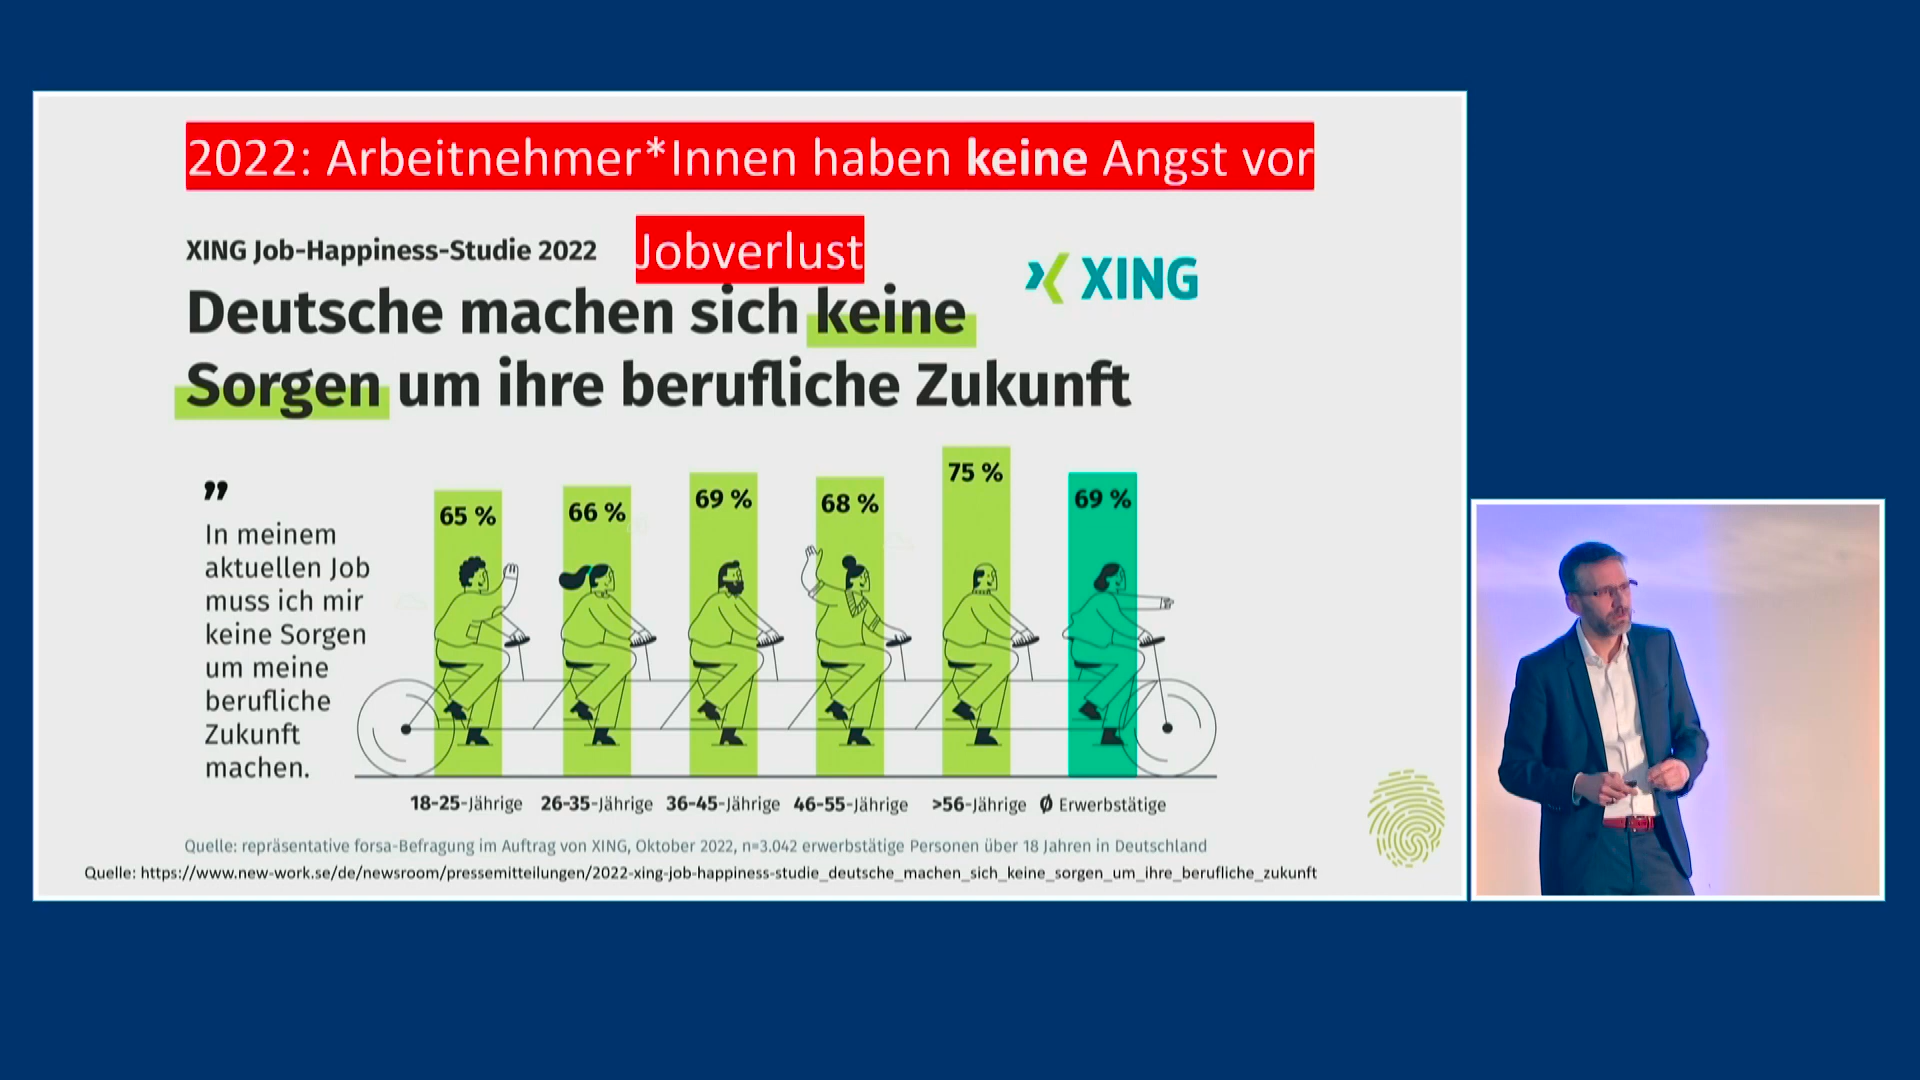 2022: Arbeitnehmer*Innen haben keine Angst vor
Jobverlust
XING Job-Happiness-Studie 2022
XING
Deutsche machen sich keine
Sorgen um ihre berufliche Zukunft
”
In meinem
aktuellen Job
muss ich mir
keine Sorgen
um meine
berufliche
Zukunft
machen.
65 %
66 %
69 %
68 %
75 %
69 %
18-25-Jährige
26-35-Jährige
36-45-Jährige
46-55-Jährige
>56-Jährige
Ø Erwerbstätige
Quelle: repräsentative forsa-Befragung im Auftrag von XING, Oktober 2022, n=3.042 erwerbstätige Personen über 18 Jahren in Deutschland
Quelle: https://www.new-work.se/de/newsroom/pressemitteilungen/2022-xing-job-happiness-studie_deutsche_machen_sich_keine_sorgen_um_ihre_berufliche_zukunft